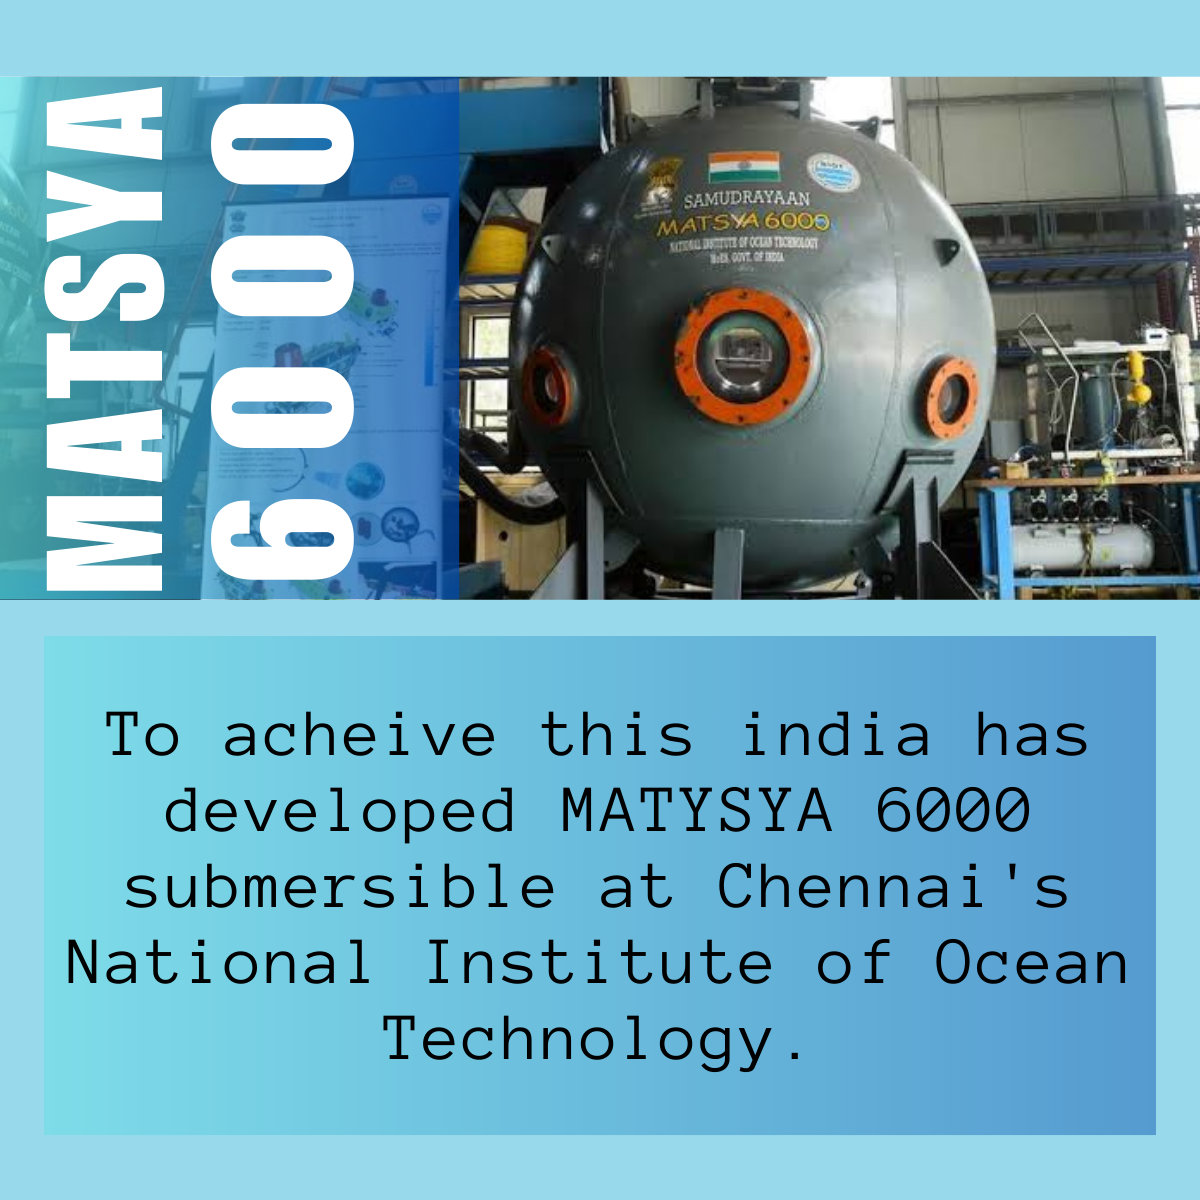 MATSYA
6000
SAMUDRAYAAN
MATSYA 6000
NATIONAL INSTITUTE OF OCEAN TECHNOLOGY
MoES, GOVT. OF INDIA
To acheive this india has
developed MATYSYA 6000
submersible at Chennai's
National Institute of Ocean
Technology.